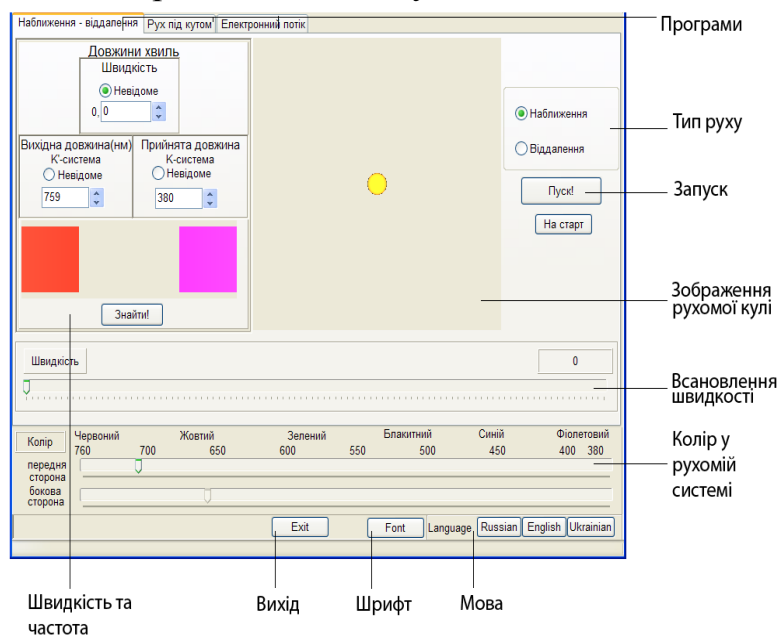 Наближення - віддалення Рух під кутом Електронний потік
Програми
Довжини хвиль
Швидкість
Невідоме
0, 0
Вихідна довжина(нм) Прийнята довжина
К'-система К-система
Невідоме Невідоме
759 380
Знайти!
Наближення
Віддалення
Тип руху
Пуск!
Запуск
На старт
Зображення
рухомої кулі
Швидкість 0
Всановлення
швидкості
Колір
Червоний Жовтий Зелений Блакитний Синій Фіолетовий
760 700 650 600 550 500 450 400 380
передня
сторона
бокова
сторона
Колір у
рухомій
системі
Exit Font Language, Russian English Ukrainian
Швидкість та
частота
Вихід Шрифт Мова